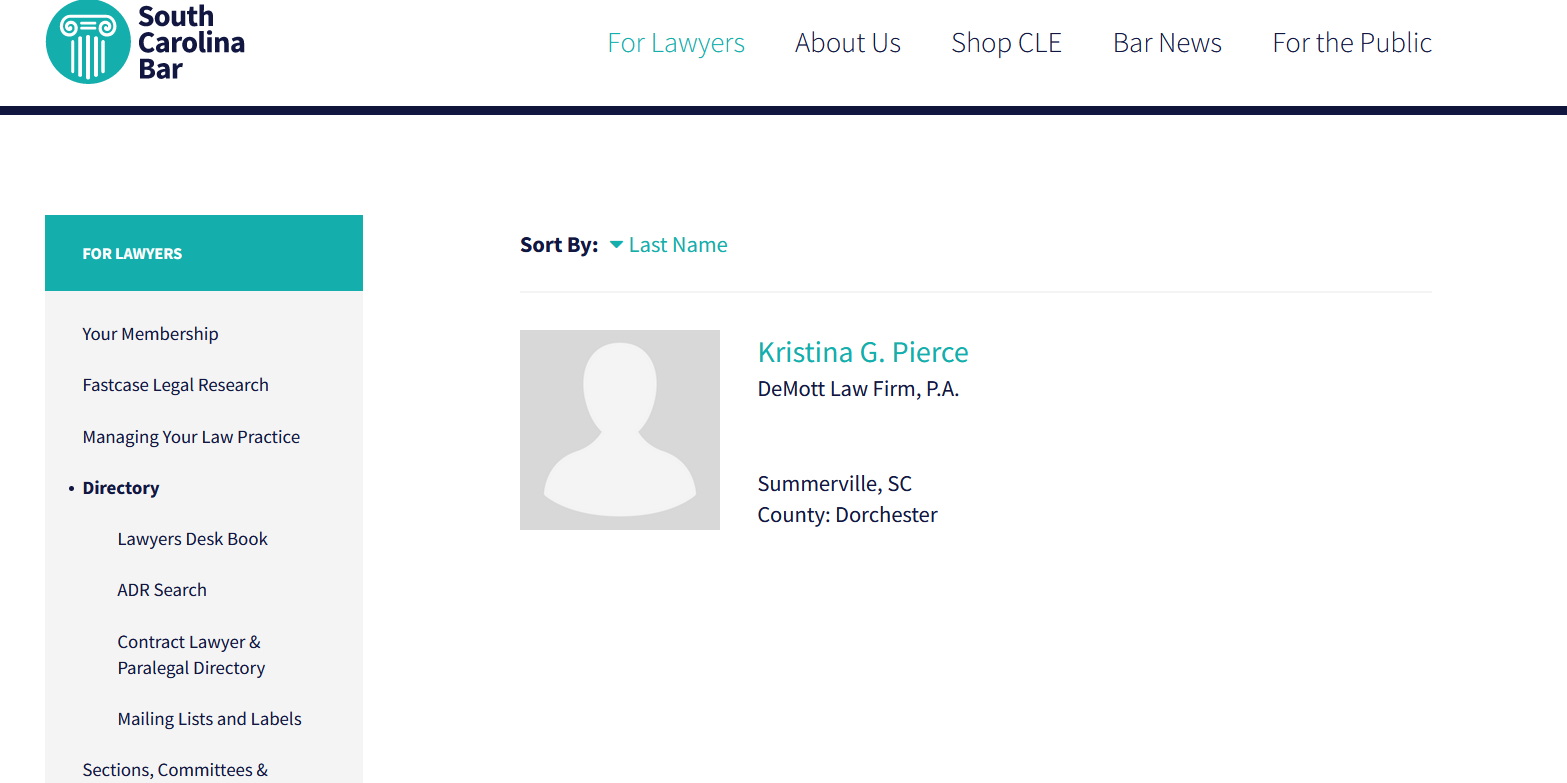 South
Carolina
Bar
For Lawyers
About Us
Shop CLE
Bar News
For the Public
FOR LAWYERS
Your Membership
Fastcase Legal Research
Managing Your Law Practice
• Directory
Lawyers Desk Book
ADR Search
Contract Lawyer &
Paralegal Directory
Mailing Lists and Labels
Sections, Committees &
Sort By: Last Name
Kristina G. Pierce
DeMott Law Firm, P.A.
Summerville, SC
County: Dorchester